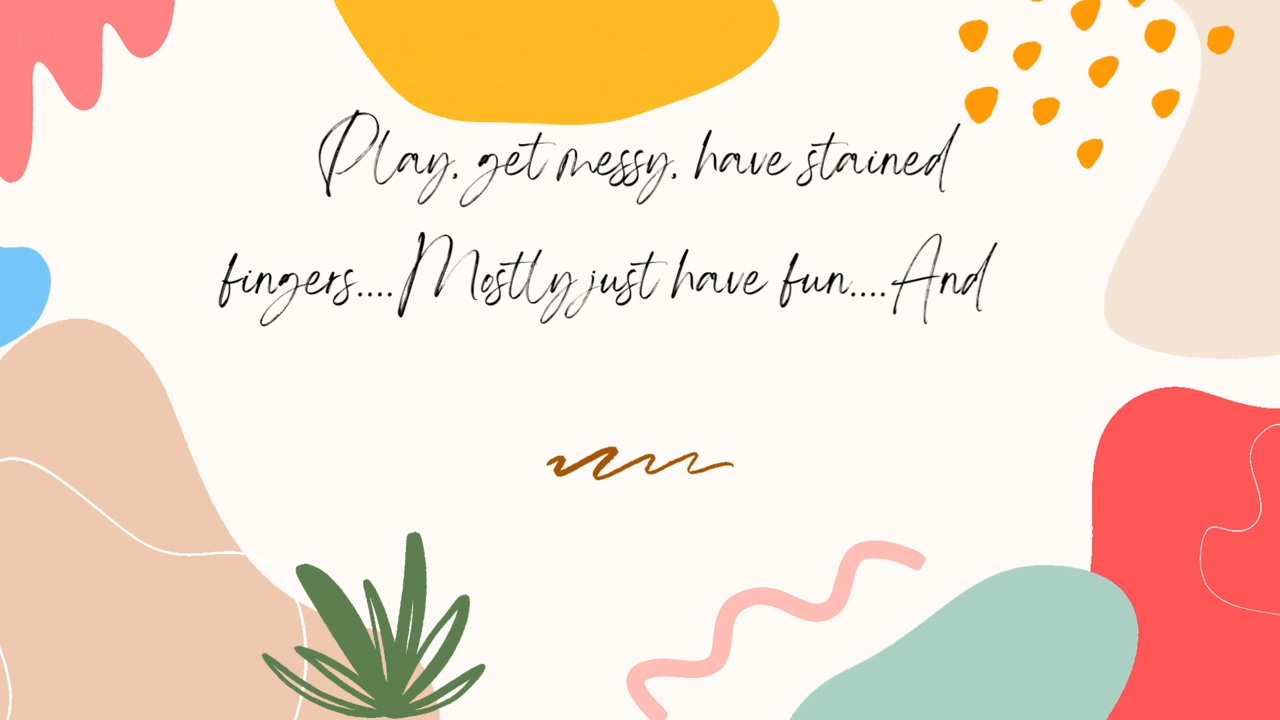 Play, get messy, have stained
fingers....Mostly just have fun....And